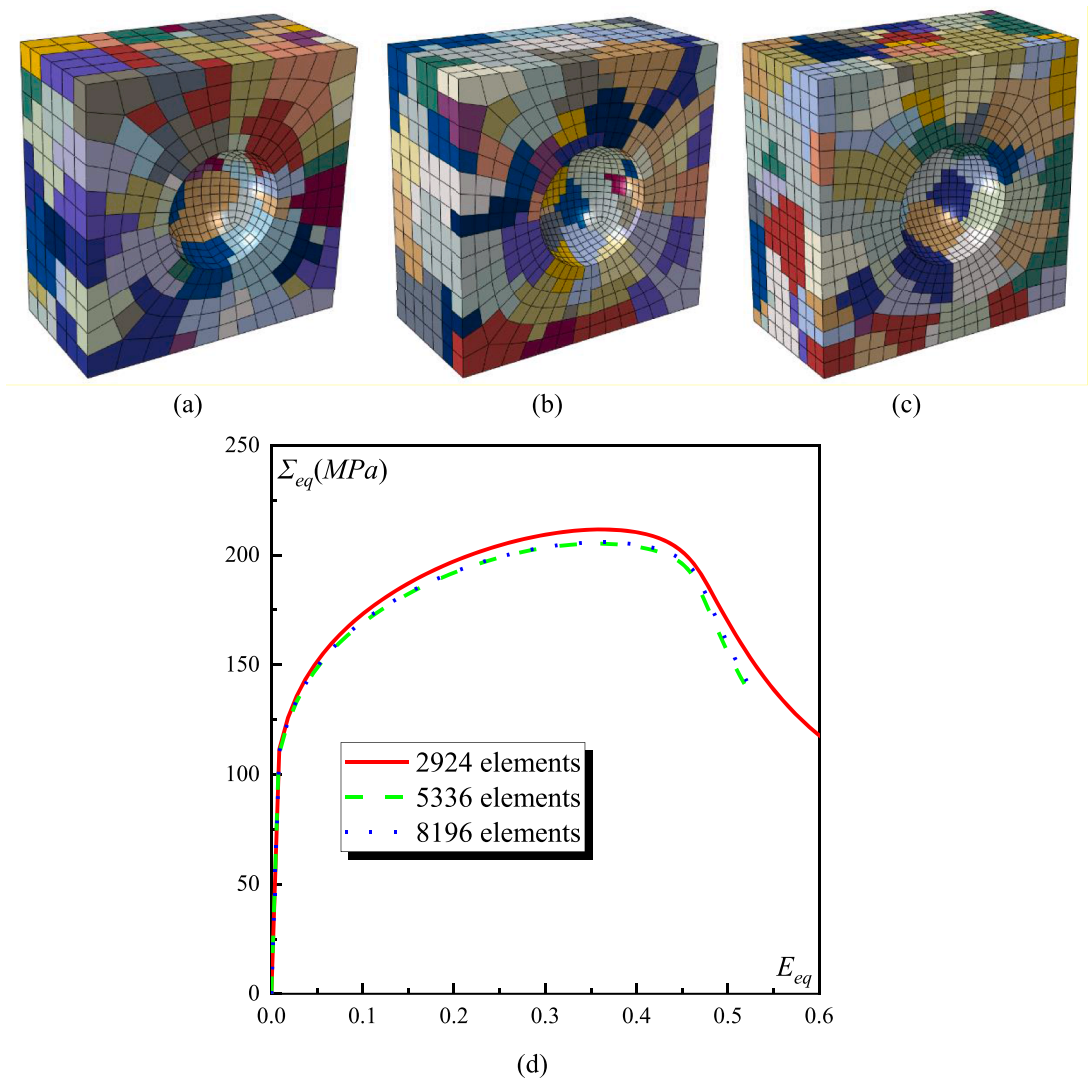 (a) (b) (c)
250
Σeq(MPa)
200
150
100
50
0
2924 elements
5336 elements
8196 elements
Eeq
0.0 0.1 0.2 0.3 0.4 0.5 0.6
(d)